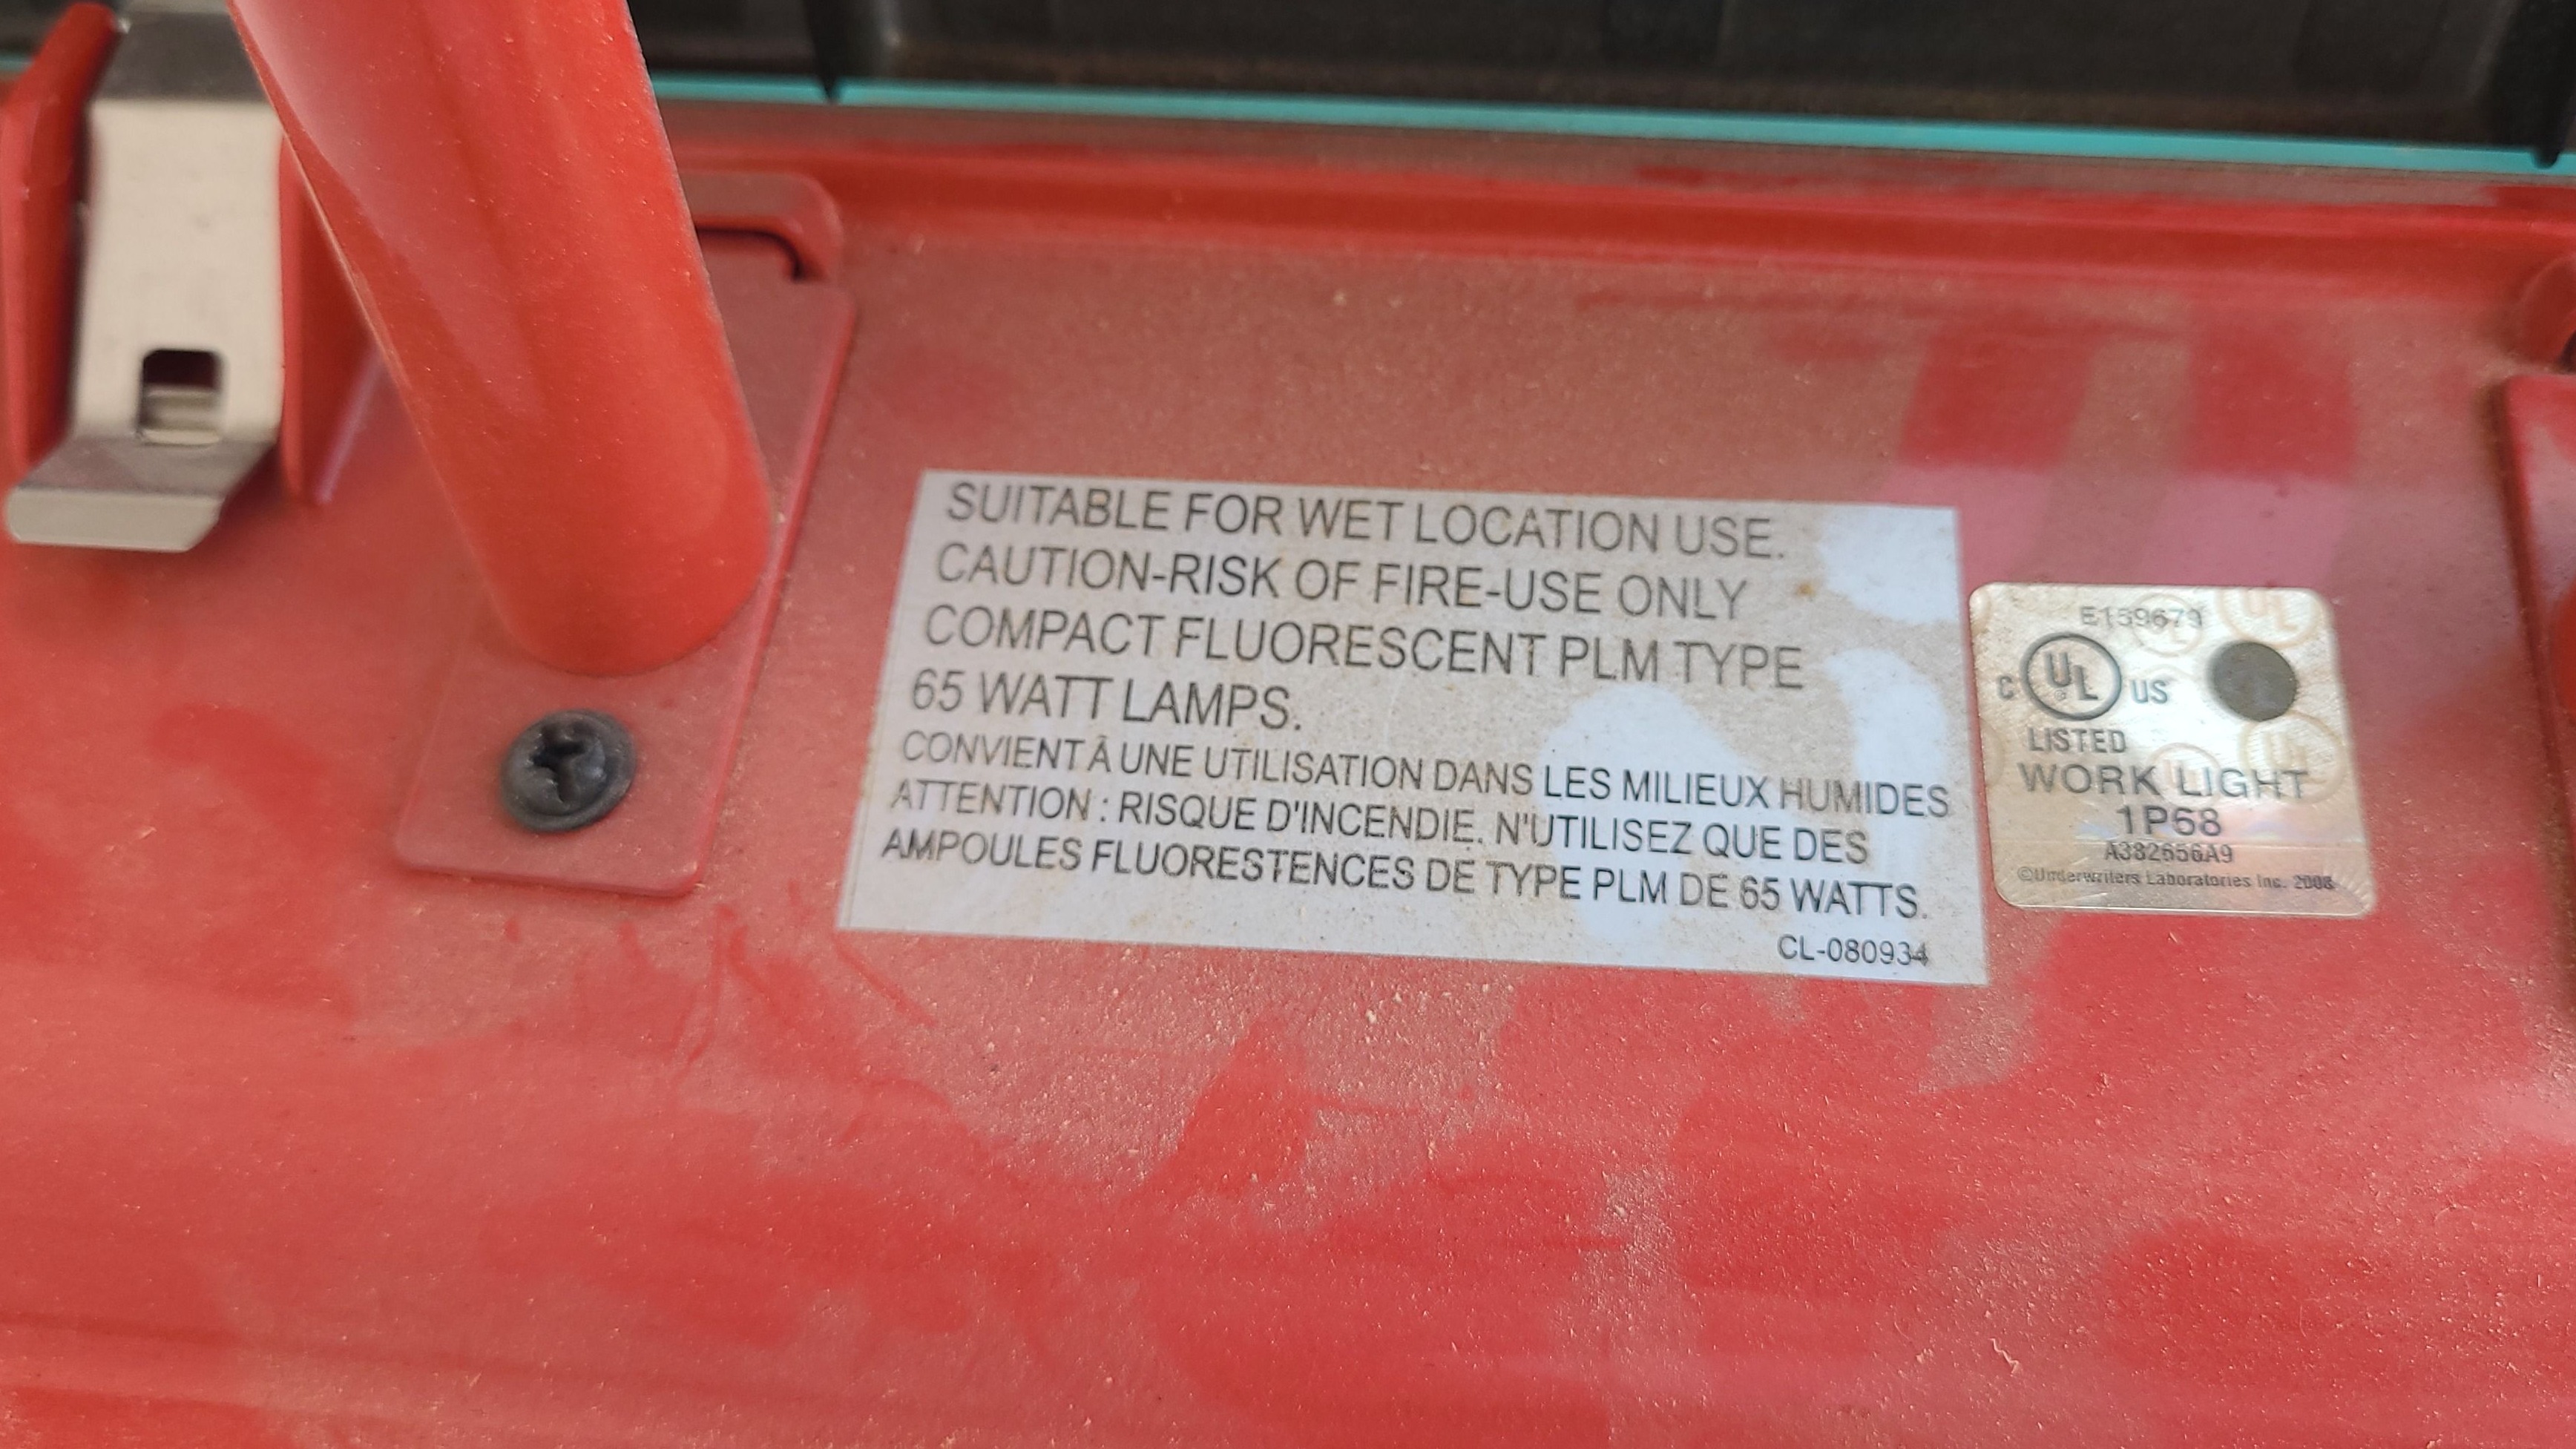 SUITABLE FOR WET LOCATION USE.
CAUTION-RISK OF FIRE-USE ONLY
COMPACT FLUORESCENT PLM TYPE
65 WATT LAMPS.
CONVIENT À UNE UTILISATION DANS LES MILIEUX HUMIDES
ATTENTION : RISQUE D'INCENDIE. N'UTILISEZ QUE DES
AMPOULES FLUORESTENCES DE TYPE PLM DE 65 WATTS.
CL-080934
E159679
C UL US
LISTED
WORK LIGHT
1P68
A382656A9
©Underwriters Laboratories Inc. 2008